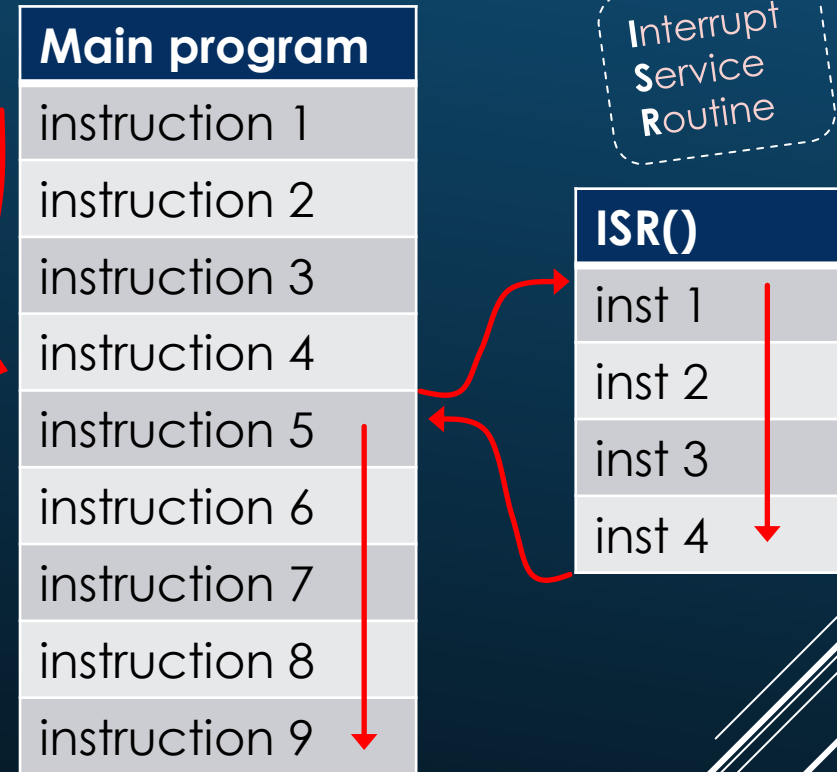 Main program
instruction 1
instruction 2
instruction 3
instruction 4
instruction 5
instruction 6
instruction 7
instruction 8
instruction 9
Interrupt
Service
Routine
ISR()
inst 1
inst 2
inst 3
inst 4